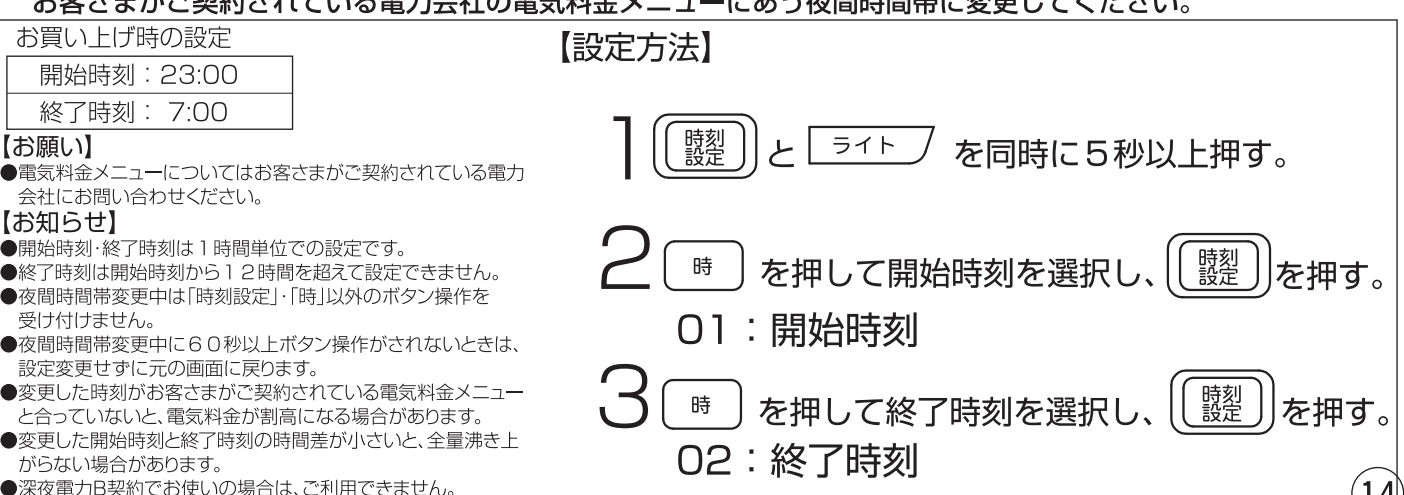 お客さまがご契約されている電力会社の電気料金メニューにあう夜間時間帯に変更してください。
お買い上げ時の設定
開始時刻：23:00
終了時刻： 7:00
【お願い】
●電気料金メニューについてはお客さまがご契約されている電力
会社にお問い合わせください。
【お知らせ】
●開始時刻・終了時刻は１時間単位での設定です。
●終了時刻は開始時刻から１２時間を超えて設定できません。
●夜間時間帯変更中は「時刻設定」・「時」以外のボタン操作を
受け付けません。
●夜間時間帯変更中に６０秒以上ボタン操作がされないときは、
設定変更せずに元の画面に戻ります。
●変更した時刻がお客さまがご契約されている電気料金メニュー
と合っていないと、電気料金が割高になる場合があります。
●変更した開始時刻と終了時刻の時間差が小さいと、全量沸き上
がらない場合があります。
●深夜電力B契約でお使いの場合は、ご利用できません。
【設定方法】
1 時刻設定 と ライト を同時に５秒以上押す。
2 時 を押して開始時刻を選択し、時刻設定を押す。
01：開始時刻
3 時 を押して終了時刻を選択し、時刻設定を押す。
02：終了時刻
14